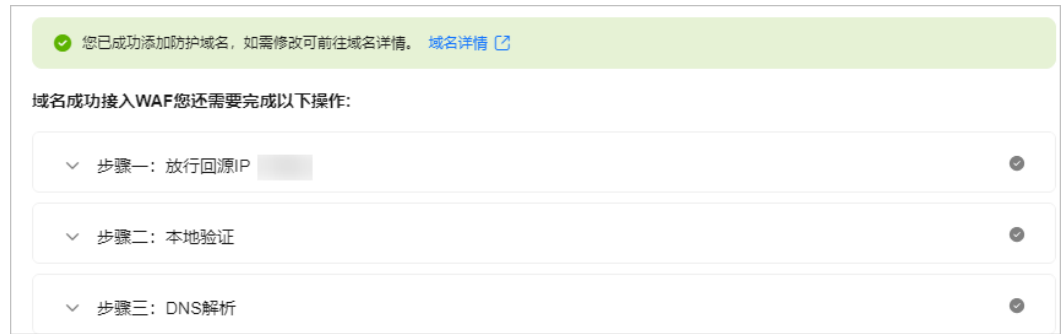 您已成功添加防护域名，如需修改可前往域名详情。 域名详情
域名成功接入WAF您还需要完成以下操作：
步骤一：放行回源IP
步骤二：本地验证
步骤三：DNS解析